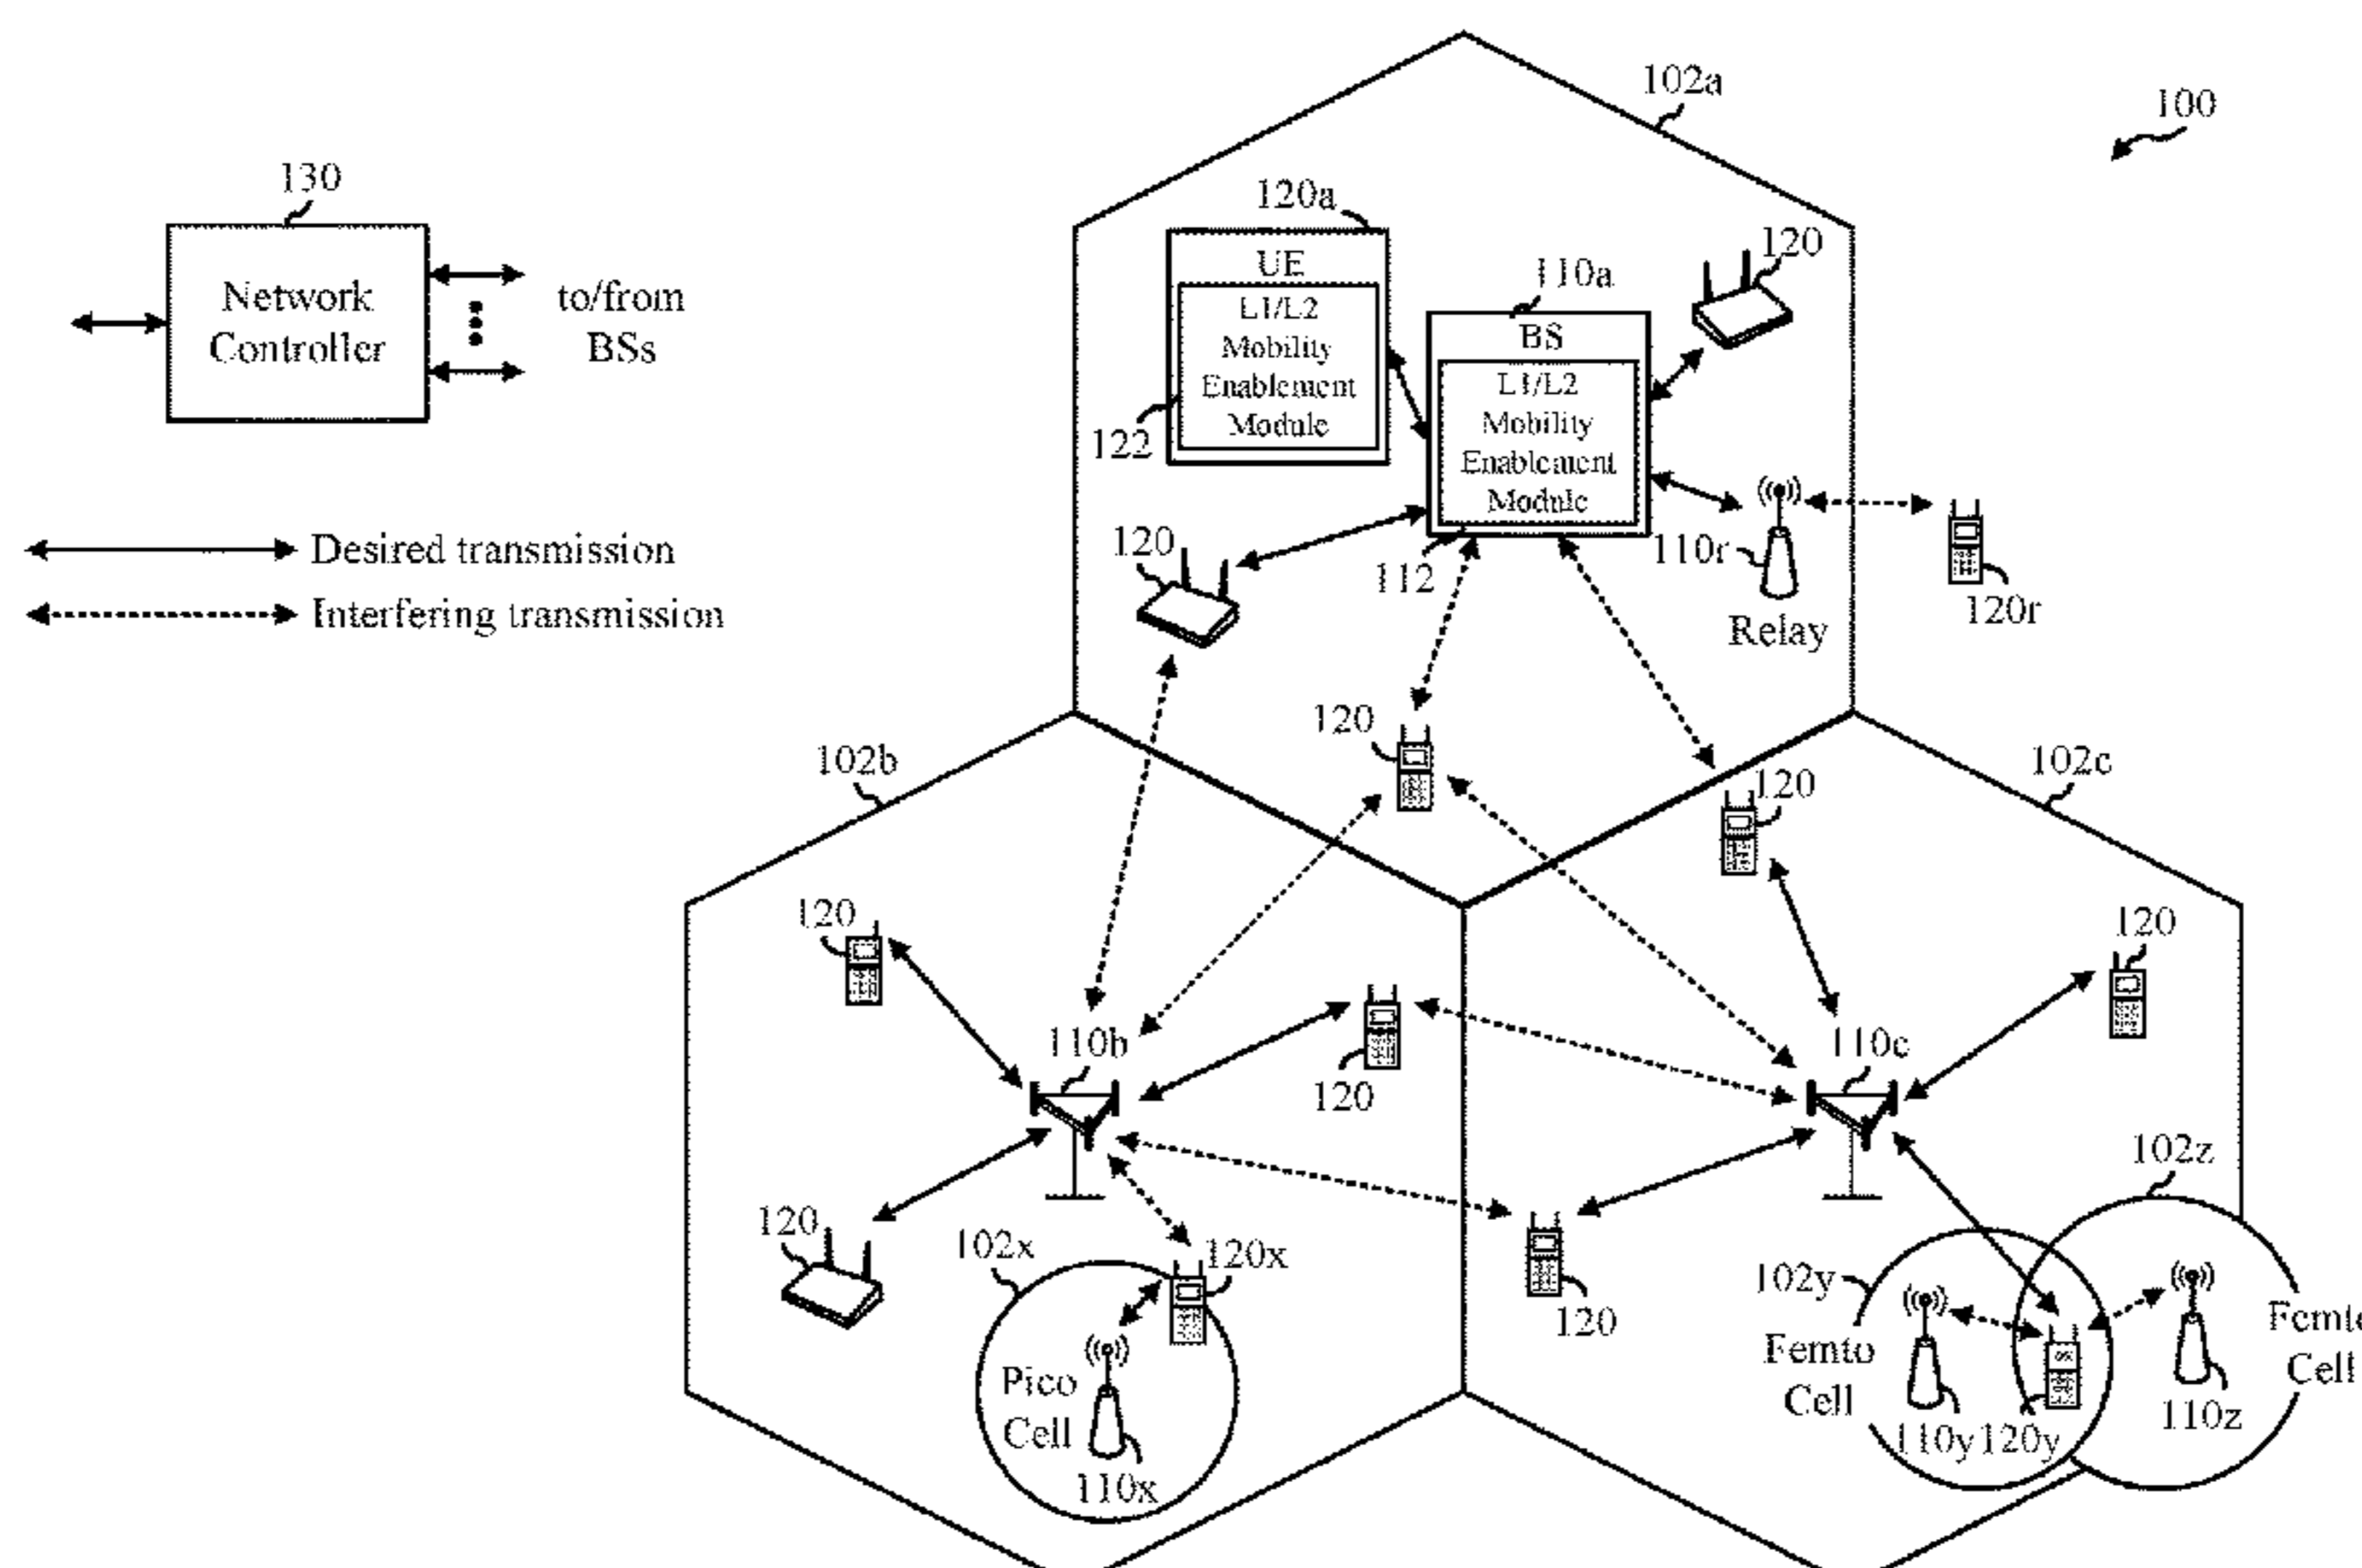 102a
100
130
Network
Controller
to/from
BSs
120a
UE
L1/L2
Mobility
Enablement
Module
122
110a
BS
L1/L2
Mobility
Enablement
Module
112
120
110r
Relay
120r
Desired transmission
Interfering transmission
120
120
120
102b
102c
120
120
120
110b
110c
120
120
102x
120x
Pico
Cell
110x
120
102z
102y
Femto
Cell
110y
120y
110z
Femto
Cell